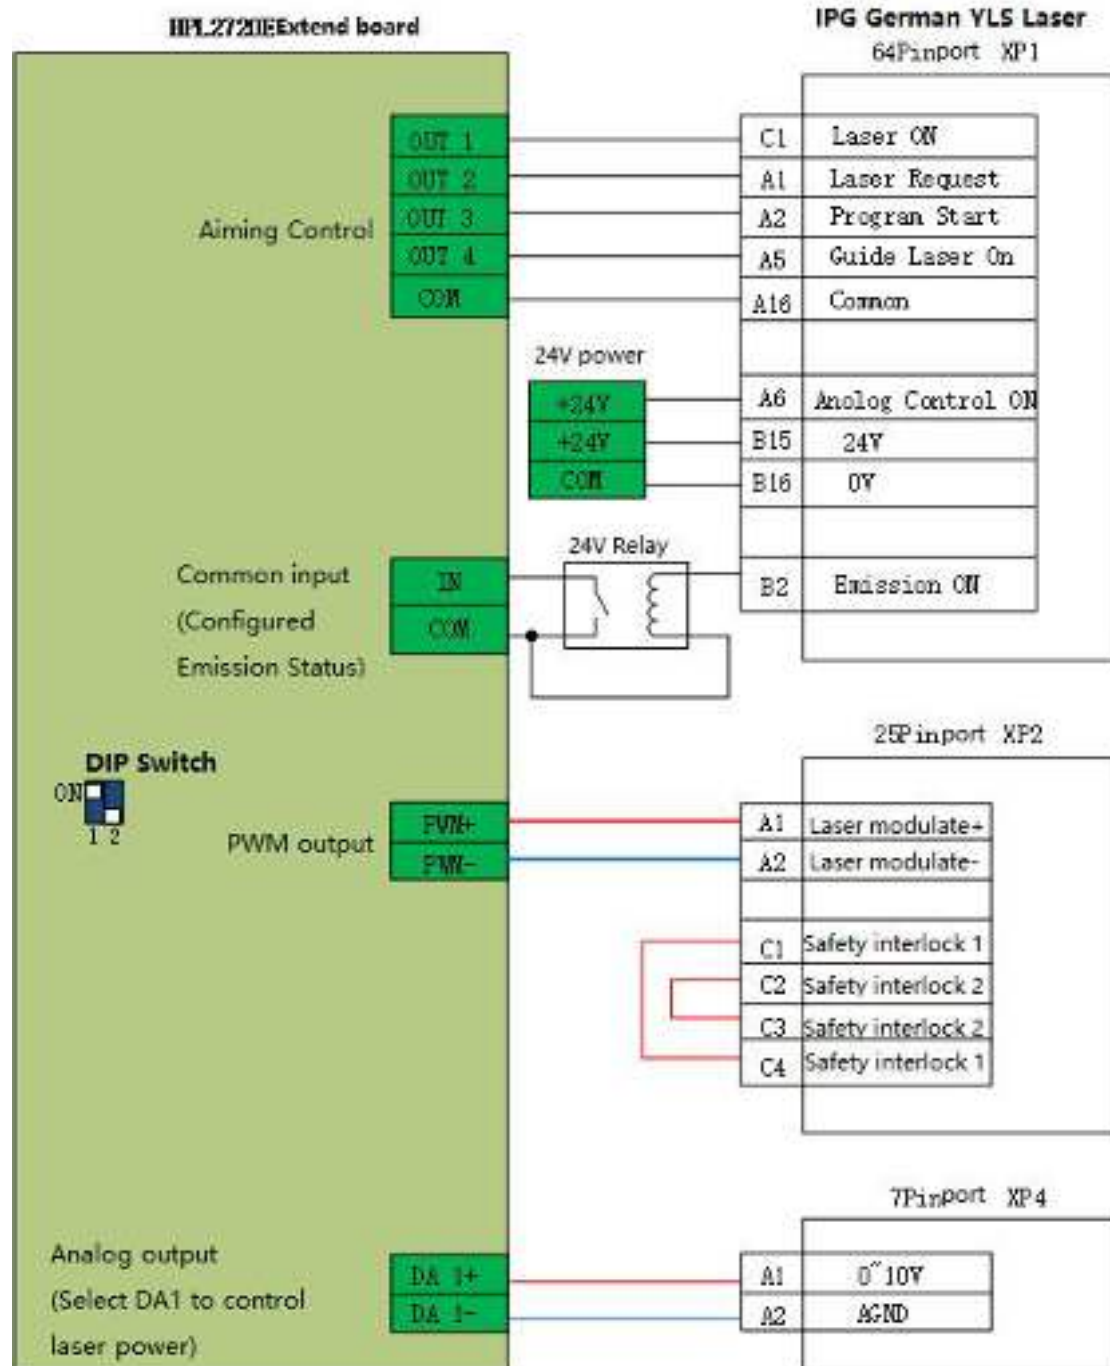 HPL2720EExtend board
IPG German YLS Laser
64Pinport XP1
Aiming Control
OUT 1
C1 Laser ON
OUT 2
A1 Laser Request
OUT 3
A2 Program Start
OUT 4
A5 Guide Laser On
COM
A16 Common
24V power
+24V
A6 Anolog Control ON
+24V
B15 24V
COM
B16 0V
24V Relay
Common input
(Configured
Emission Status)
IN
COM
B2 Emission ON
25Pinport XP2
DIP Switch
ON
1 2
PWM output
PWM+
A1 Laser modulate+
PWM-
A2 Laser modulate-
C1 Safety interlock 1
C2 Safety interlock 2
C3 Safety interlock 2
C4 Safety interlock 1
7Pinport XP4
Analog output
(Select DA1 to control
laser power)
DA 1+
A1 0~10V
DA 1-
A2 AGND